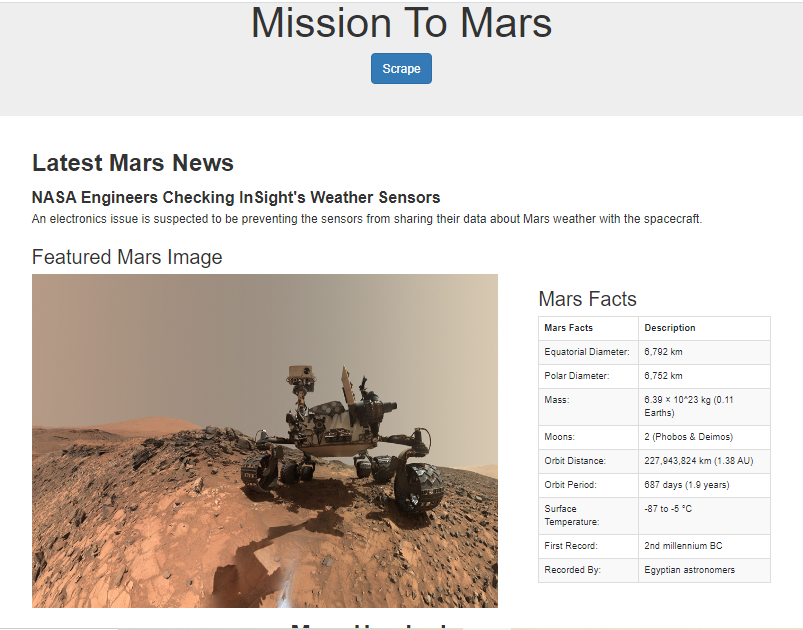 Mission To Mars
Scrape
Latest Mars News
NASA Engineers Checking InSight's Weather Sensors
An electronics issue is suspected to be preventing the sensors from sharing their data about Mars weather with the spacecraft.
Featured Mars Image
Mars Facts
Mars Facts Description
Equatorial Diameter: 6,792 km
Polar Diameter: 6,752 km
Mass: 6.39 × 10^23 kg (0.11
Earths)
Moons: 2 (Phobos & Deimos)
Orbit Distance: 227,943,824 km (1.38 AU)
Orbit Period: 687 days (1.9 years)
Surface -87 to -5 °C
Temperature:
First Record: 2nd millennium BC
Recorded By: Egyptian astronomers